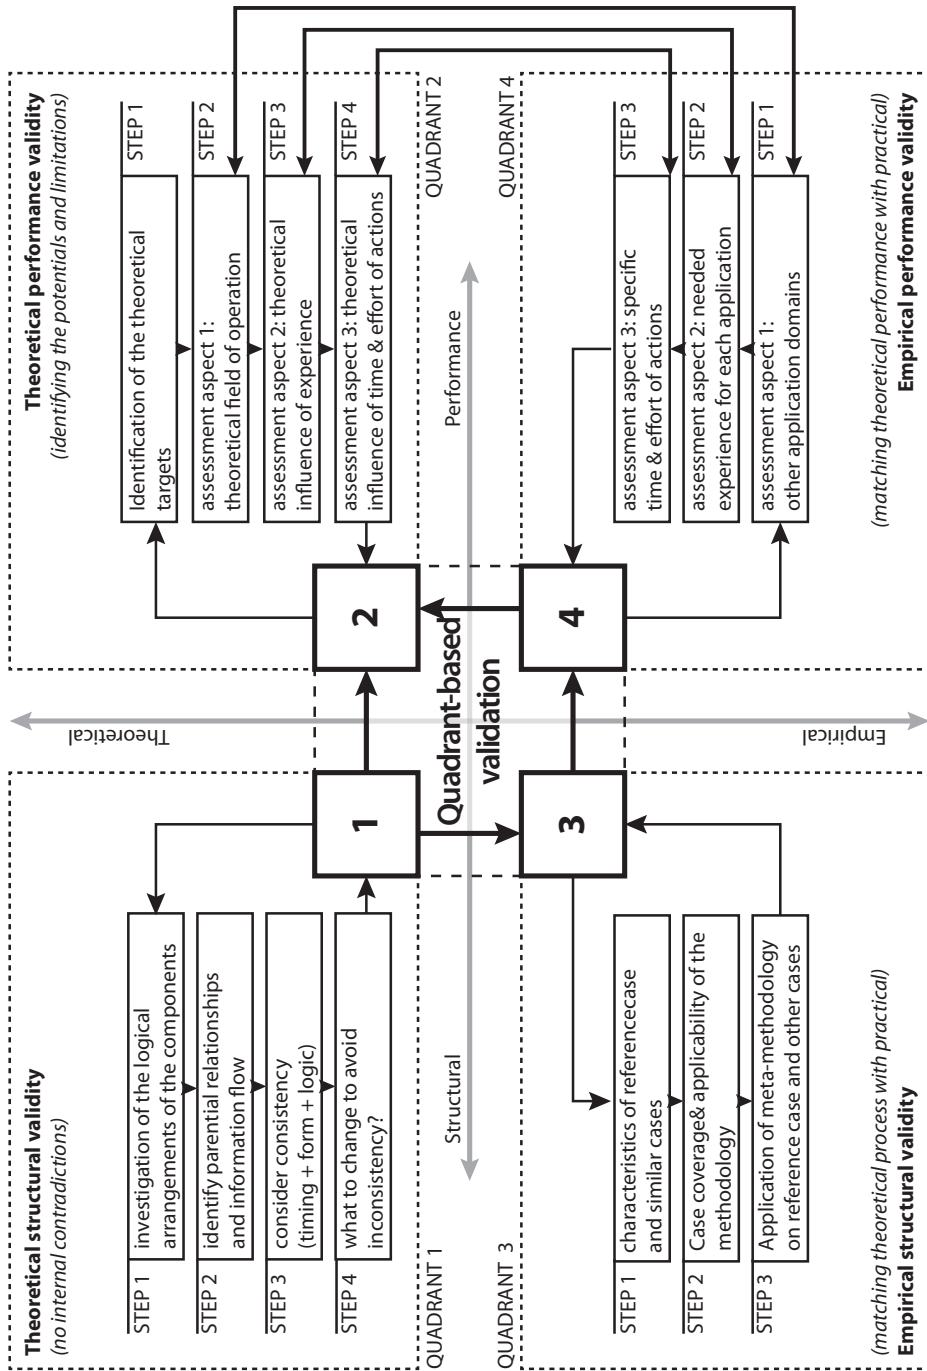 Theoretical structural validity
(no internal contradictions)
STEP 1
investigation of the logical
arrangements of the components
STEP 2
identify parential relationships
and information flow
STEP 3
consider consistency
(timing + form + logic)
STEP 4
what to change to avoid
inconsistency?
QUADRANT 1
1
Theoretical performance validity
(identifying the potentials and limitations)
Identification of the theoretical
targets
STEP 1
assessment aspect 1:
theoretical field of operation
STEP 2
assessment aspect 2: theoretical
influence of experience
STEP 3
assessment aspect 3: theoretical
influence of time & effort of actions
STEP 4
QUADRANT 2
2
Theoretical
Structural
Quadrant-based
validation
Performance
Empirical
QUADRANT 3
3
STEP 1
characteristics of referencecase
and similar cases
STEP 2
Case coverage& applicability of the
methodology
STEP 3
Application of meta-methodology
on reference case and other cases
(matching theoretical process with practical)
Empirical structural validity
QUADRANT 4
4
assessment aspect 3: specific
time & effort of actions
STEP 3
assessment aspect 2: needed
experience for each application
STEP 2
assessment aspect 1:
other application domains
STEP 1
(matching theoretical performance with practical)
Empirical performance validity